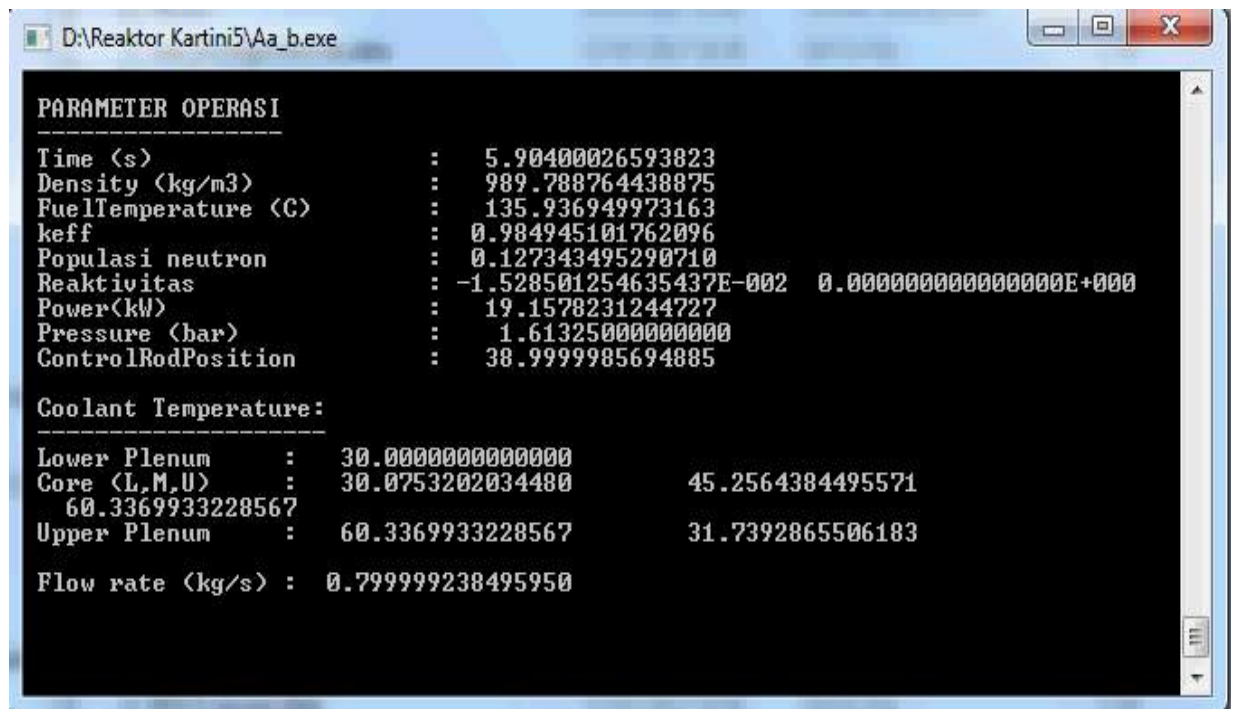 D:\Reaktor Kartini5\Aa_b.exe
PARAMETER OPERASI
-----------------
Time (s) : 5.90400026593823
Density (kg/m3) : 989.788764438875
FuelTemperature (C) : 135.936949973163
keff : 0.984945101762096
Populasi neutron : 0.127343495290710
Reaktivitas : -1.528501254635437E-002 0.000000000000000E+000
Power(kW) : 19.1578231244727
Pressure (bar) : 1.61325000000000
ControlRodPosition : 38.9999985694885
Coolant Temperature:
--------------------
Lower Plenum : 30.0000000000000
Core (L,M,U) : 30.0753202034480 45.2564384495571
60.3369933228567
Upper Plenum : 60.3369933228567 31.7392865506183
Flow rate (kg/s) : 0.799999238495950